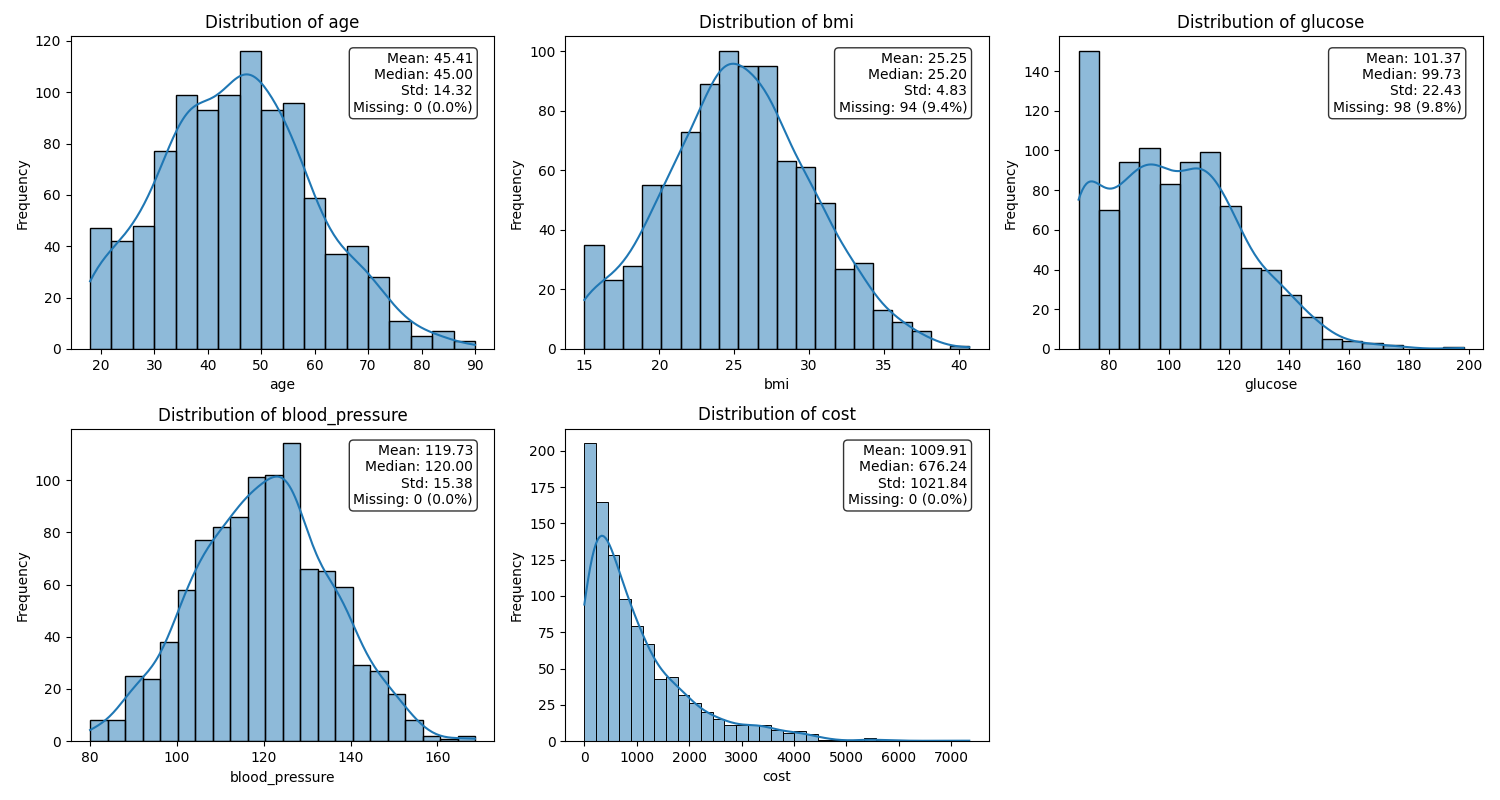 Distribution of age
120
100
80
60
40
20
0
Frequency
Mean: 45.41
Median: 45.00
Std: 14.32
Missing: 0 (0.0%)
20 30 40 50 60 70 80 90
age
Distribution of bmi
100
80
60
40
20
0
Frequency
Mean: 25.25
Median: 25.20
Std: 4.83
Missing: 94 (9.4%)
15 20 25 30 35 40
bmi
Distribution of glucose
140
120
100
80
60
40
20
0
Frequency
Mean: 101.37
Median: 99.73
Std: 22.43
Missing: 98 (9.8%)
80 100 120 140 160 180 200
glucose
Distribution of blood_pressure
100
80
60
40
20
0
Frequency
Mean: 119.73
Median: 120.00
Std: 15.38
Missing: 0 (0.0%)
80 100 120 140 160
blood_pressure
Distribution of cost
200
175
150
125
100
75
50
25
0
Frequency
Mean: 1009.91
Median: 676.24
Std: 1021.84
Missing: 0 (0.0%)
0 1000 2000 3000 4000 5000 6000 7000
cost